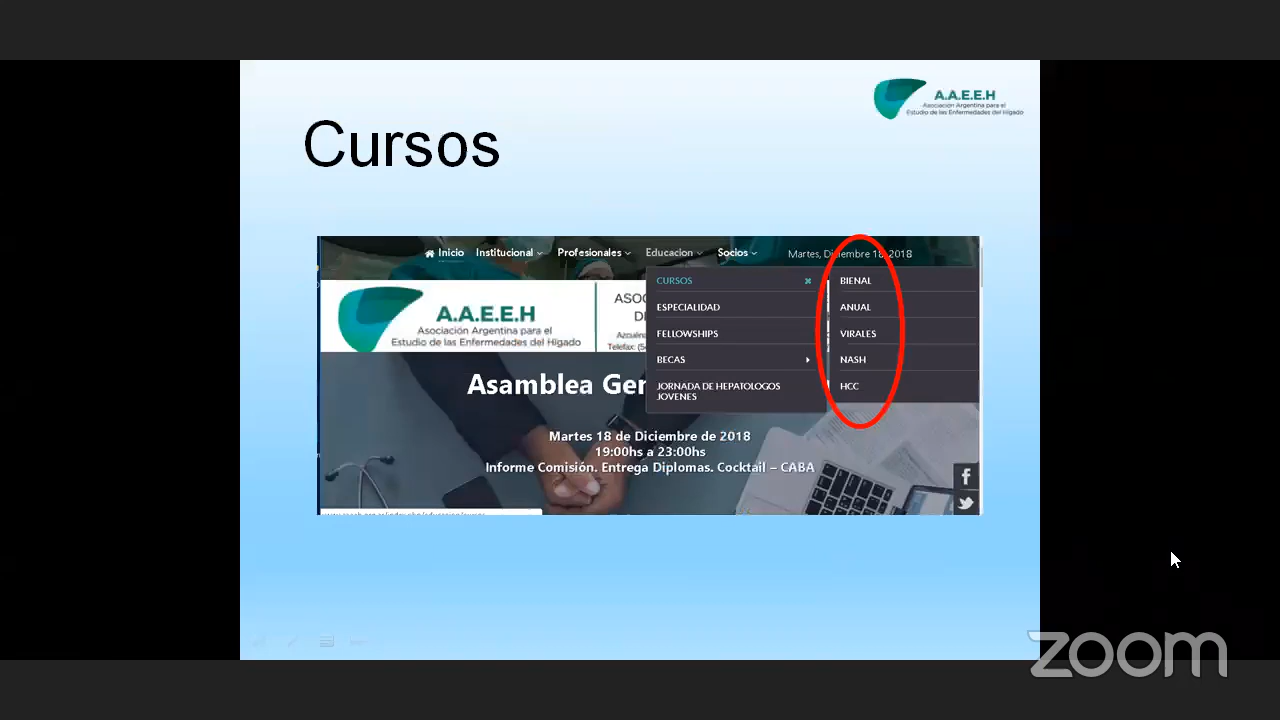 A.A.E.E.H
Asociación Argentina para el
Estudio de las Enfermedades del Hígado
Cursos
Inicio Institucional Profesionales Educacion Socios Martes, Diciembre 18, 2018
CURSOS
ESPECIALIDAD
FELLOWSHIPS
BECAS
JORNADA DE HEPATOLOGOS
JOVENES
BIENAL
ANUAL
VIRALES
NASH
HCC
A.A.E.E.H
Asociación Argentina para el
Estudio de las Enfermedades del Hígado
Telefax:
Asamblea
Martes 18 de Diciembre de 2018
19:00hs a 23:00hs
Informe Comisión. Entrega Diplomas. Cocktail – CABA
zoom